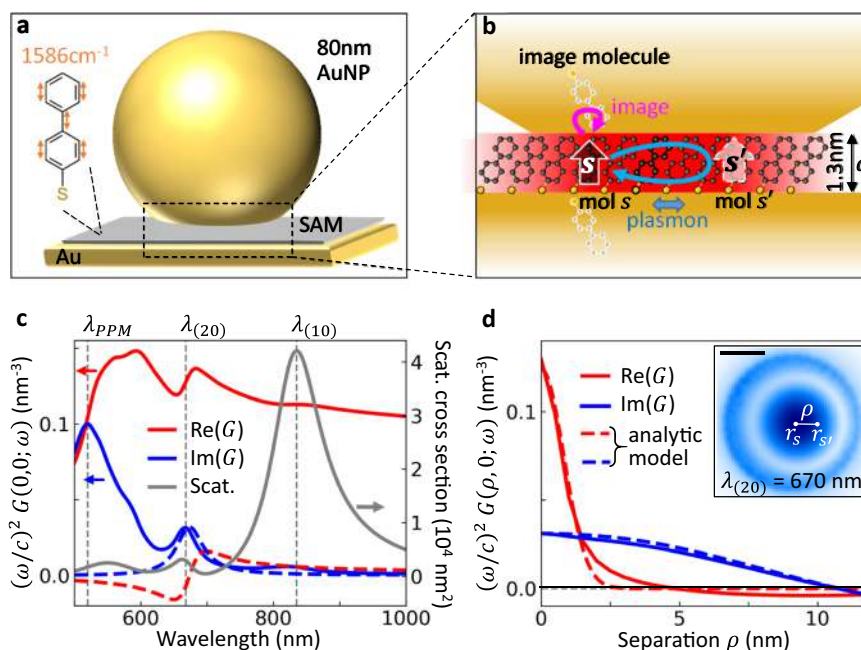 a
1586cm⁻¹
80nm
AuNP
S
SAM
Au
b
image molecule
image
s
s'
mol s
mol s'
plasmon
1.3nm
d
c
λ_PPM
λ_(20)
λ_(10)
(ω/c)² G(0,0; ω) (nm⁻³)
0.1
0.0
Re(G)
Im(G)
Scat.
4
3
2
1
0
Scat. cross section (10⁴ nm²)
600
800
1000
Wavelength (nm)
d
(ω/c)² G(ρ, 0; ω) (nm⁻³)
0.1
0.0
Re(G)
Im(G)
analytic
model
ρ
r_s
r_s'
λ_(20) = 670 nm
0
5
10
Separation ρ (nm)